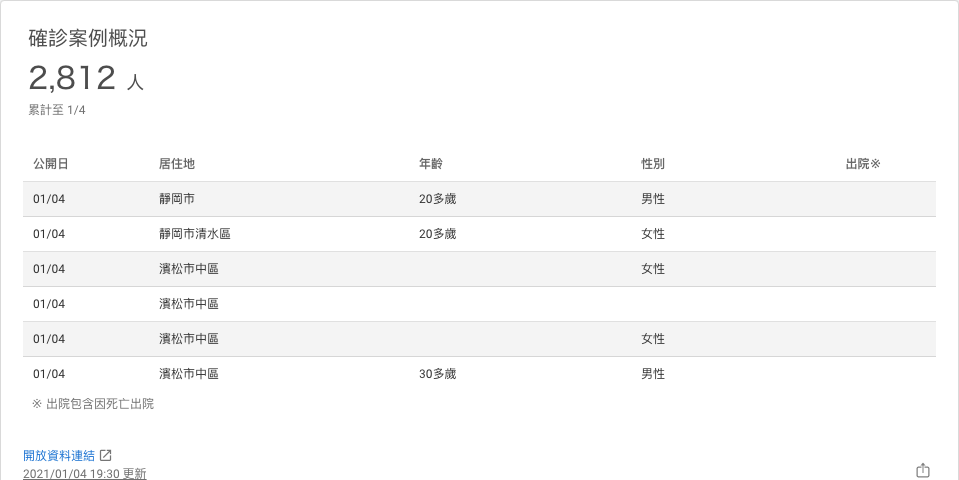 確診案例概況
2,812 人
累計至 1/4
公開日 居住地 年齡 性別 出院※
01/04 靜岡市 20多歲 男性
01/04 靜岡市清水區 20多歲 女性
01/04 濱松市中區 女性
01/04 濱松市中區
01/04 濱松市中區 女性
01/04 濱松市中區 30多歲 男性
※ 出院包含因死亡出院
開放資料連結
2021/01/04 19:30 更新